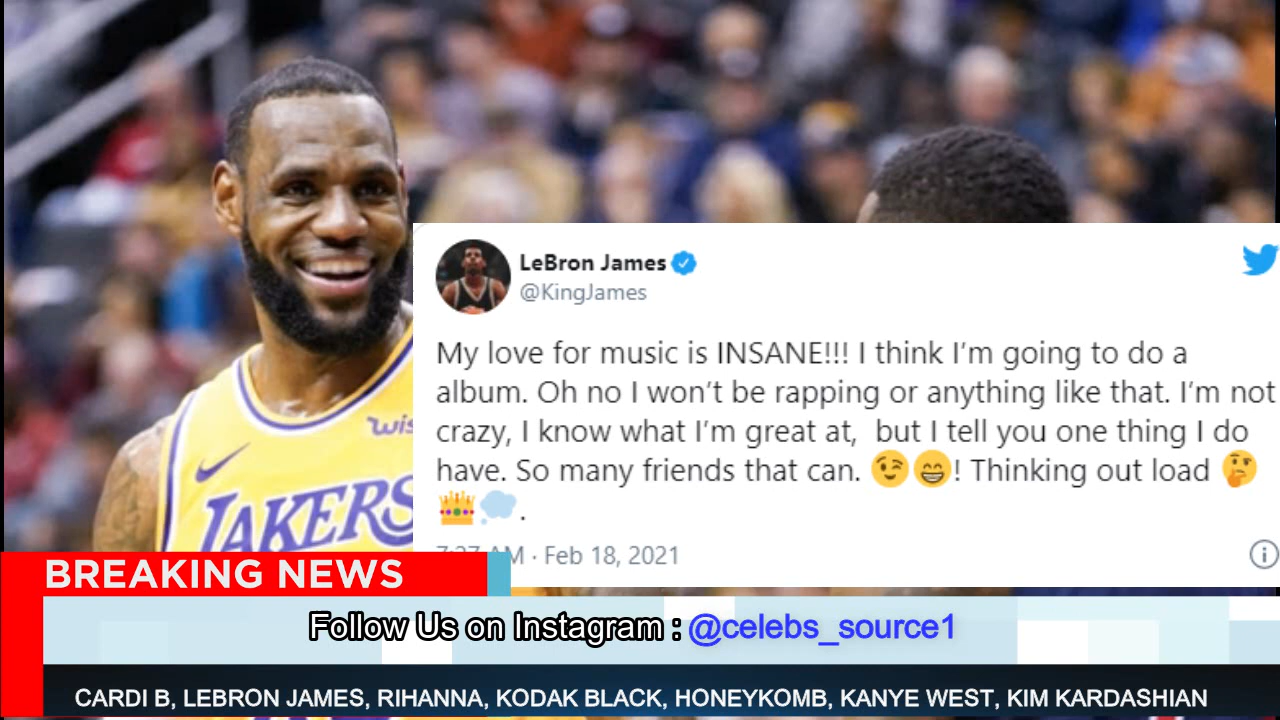 LeBron James
@KingJames
My love for music is INSANE!!! I think I’m going to do a
album. Oh no I won’t be rapping or anything like that. I’m not
crazy, I know what I’m great at,  but I tell you one thing I do
have. So many friends that can. 😉😁! Thinking out load 🤔
👑💭.
AM · Feb 18, 2021
LAKERS
BREAKING NEWS
Follow Us on Instagram : @celebs_source1
CARDI B, LEBRON JAMES, RIHANNA, KODAK BLACK, HONEYKOMB, KANYE WEST, KIM KARDASHIAN